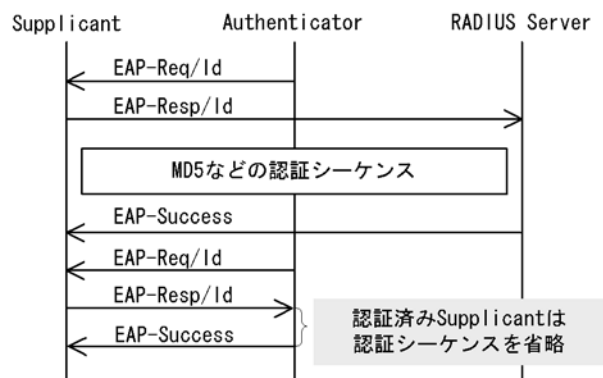 Supplicant
Authenticator
RADIUS Server
EAP-Req/Id
EAP-Resp/Id
MD5などの認証シーケンス
EAP-Success
EAP-Req/Id
EAP-Resp/Id
EAP-Success
認証済みSupplicantは
認証シーケンスを省略